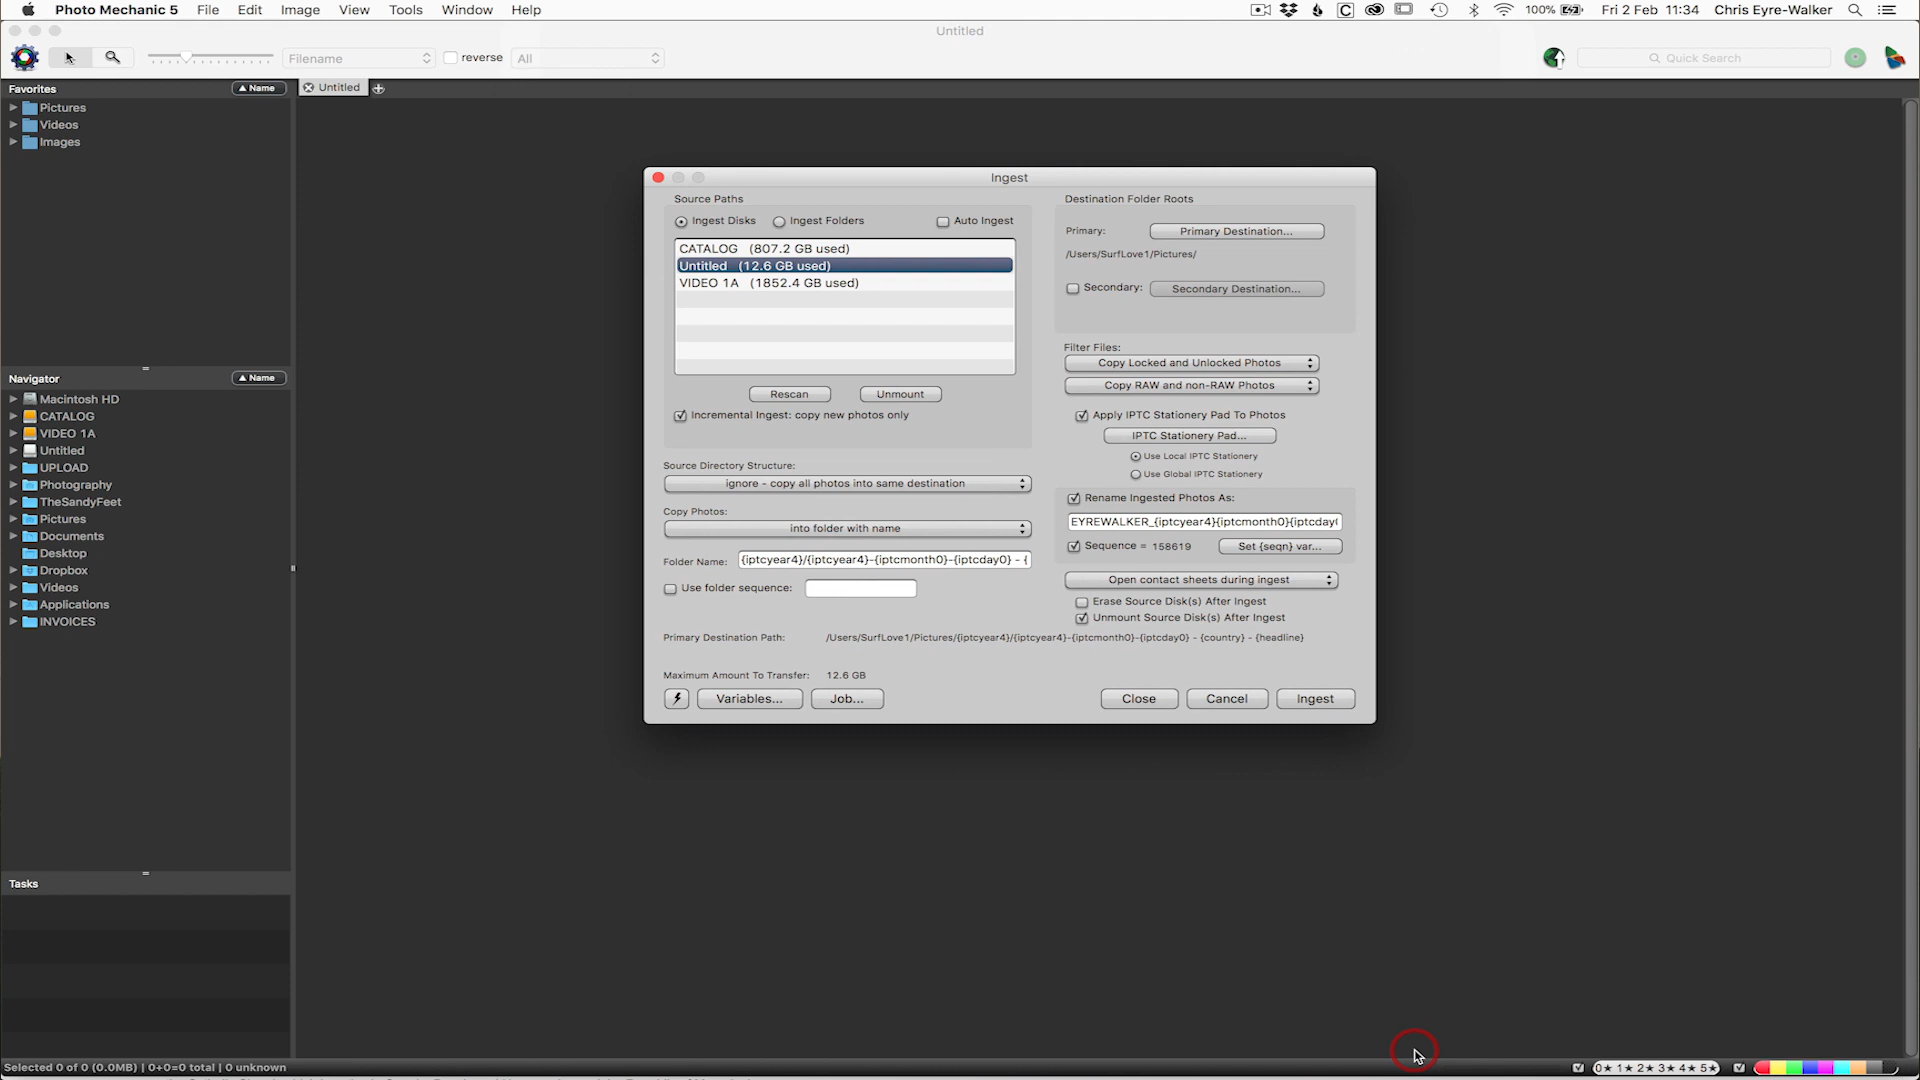 Photo Mechanic 5 File Edit Image View Tools Window Help 100% Fri 2 Feb 11:34 Chris Eyre-Walker
Untitled
Filename reverse All Quick Search
Favorites Name
Untitled
Pictures
Videos
Images
Navigator Name
Macintosh HD
CATALOG
VIDEO 1A
Untitled
UPLOAD
Photography
TheSandyFeet
Pictures
Documents
Desktop
Dropbox
Videos
Applications
INVOICES
Tasks
Ingest
Source Paths
Ingest Disks Ingest Folders Auto Ingest
CATALOG (807.2 GB used)
Untitled (12.6 GB used)
VIDEO 1A (1852.4 GB used)
Rescan Unmount
Incremental Ingest: copy new photos only
Source Directory Structure:
ignore - copy all photos into same destination
Copy Photos:
into folder with name
Folder Name: {iptcyear4}/{iptcyear4}-{iptcmonth0}-{iptcday0} - {
Use folder sequence:
Destination Folder Roots
Primary: Primary Destination...
/Users/SurfLove1/Pictures/
Secondary: Secondary Destination...
Filter Files:
Copy Locked and Unlocked Photos
Copy RAW and non-RAW Photos
Apply IPTC Stationery Pad To Photos
IPTC Stationery Pad...
Use Local IPTC Stationery
Use Global IPTC Stationery
Rename Ingested Photos As:
EYREWALKER_{iptcyear4}{iptcmonth0}{iptcday(
Sequence = 158619 Set {seqn} var...
Open contact sheets during ingest
Erase Source Disk(s) After Ingest
Unmount Source Disk(s) After Ingest
Primary Destination Path: /Users/SurfLove1/Pictures/{iptcyear4}/{iptcyear4}-{iptcmonth0}-{iptcday0} - {country} - {headline}
Maximum Amount To Transfer: 12.6 GB
Variables... Job... Close Cancel Ingest
Selected 0 of 0 (0.0MB) | 0+0=0 total | 0 unknown
0★ 1★ 2★ 3★ 4★ 5★